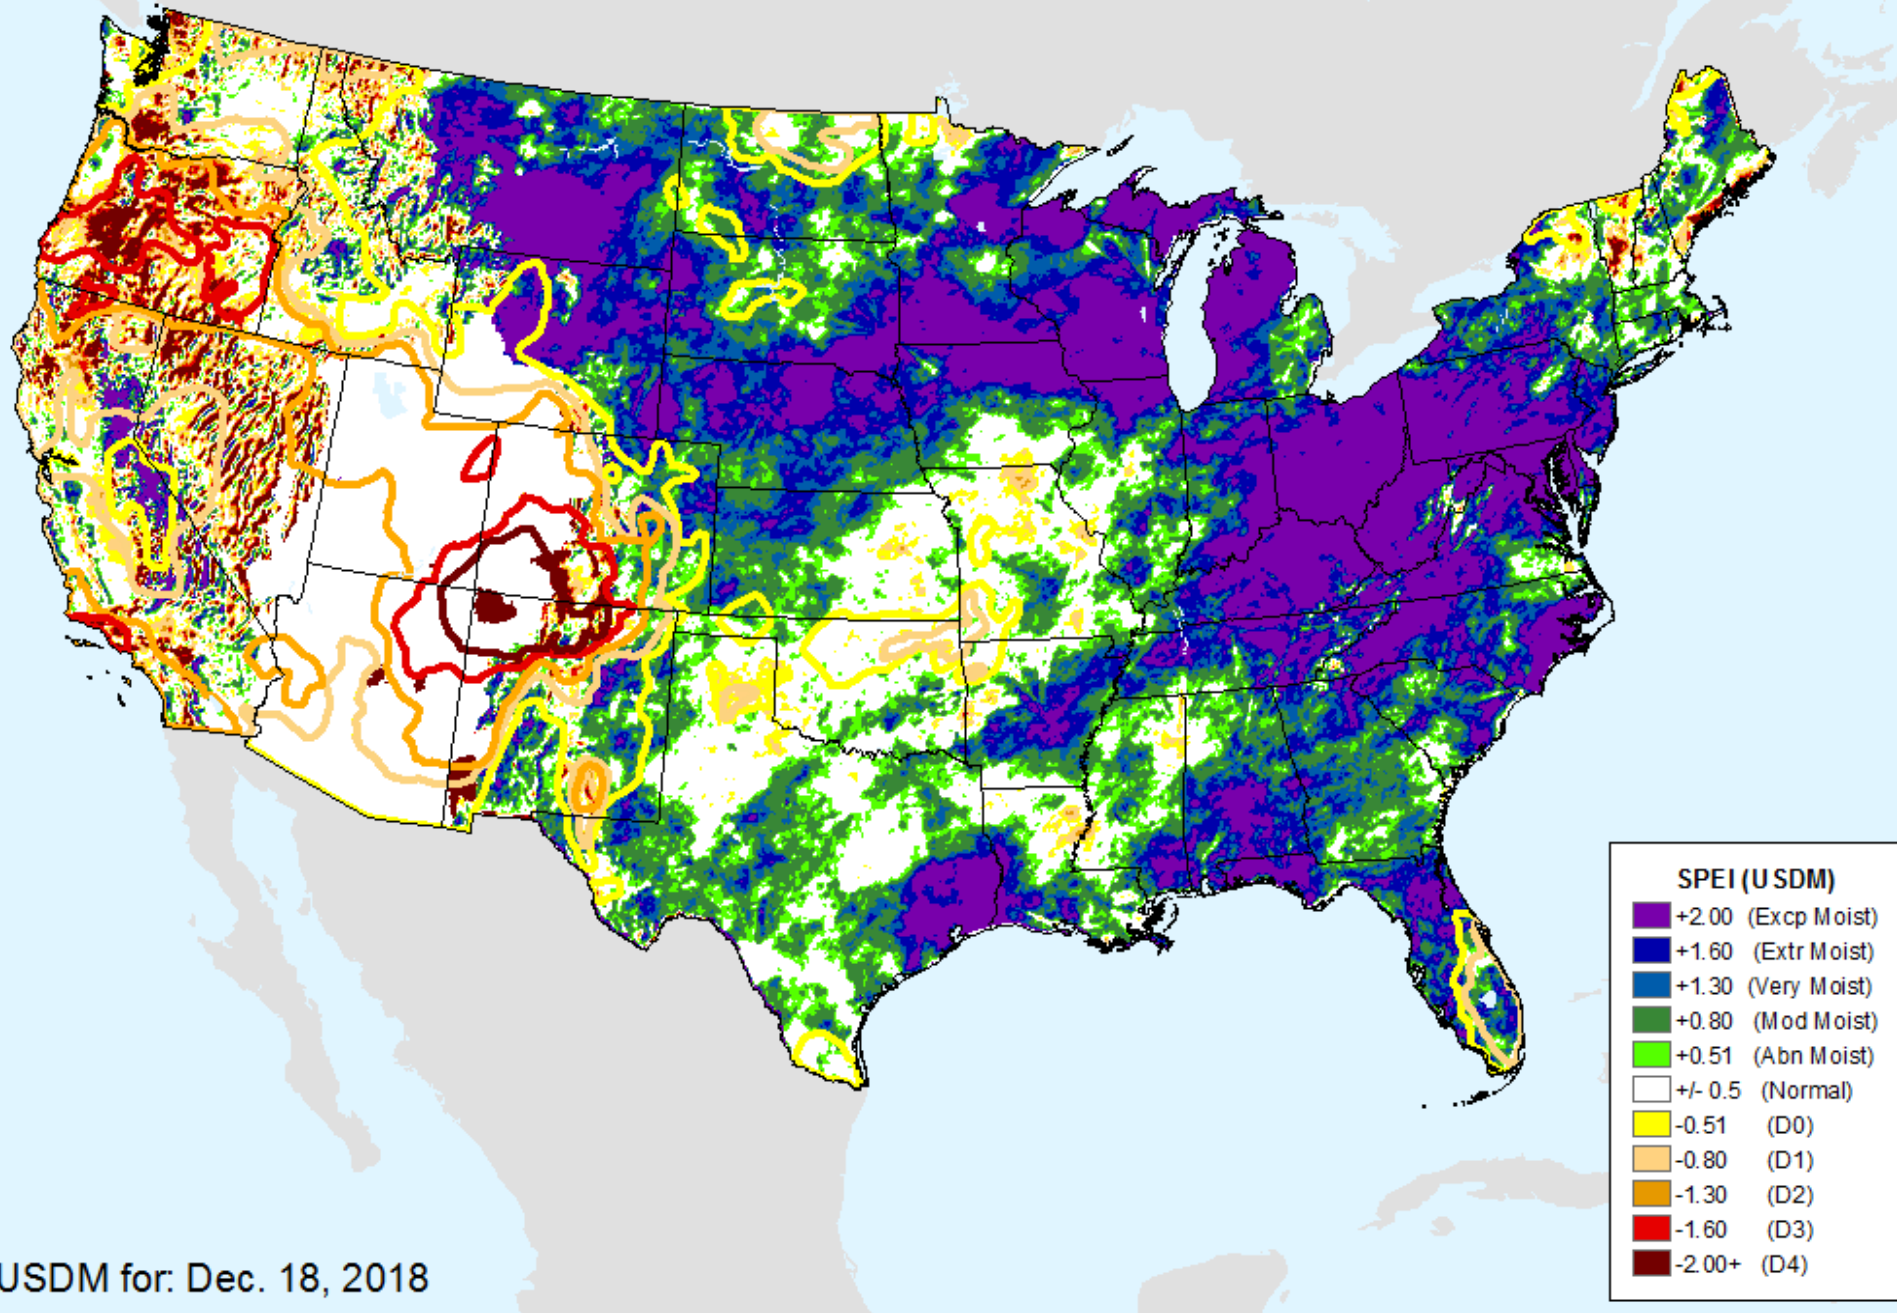 SPEI (USDM)
+2.00 (Excp Moist)
+1.60 (Extr Moist)
+1.30 (Very Moist)
+0.80 (Mod Moist)
+0.51 (Abn Moist)
+/- 0.5 (Normal)
-0.51 (D0)
-0.80 (D1)
-1.30 (D2)
-1.60 (D3)
-2.00+ (D4)
USDM for: Dec. 18, 2018